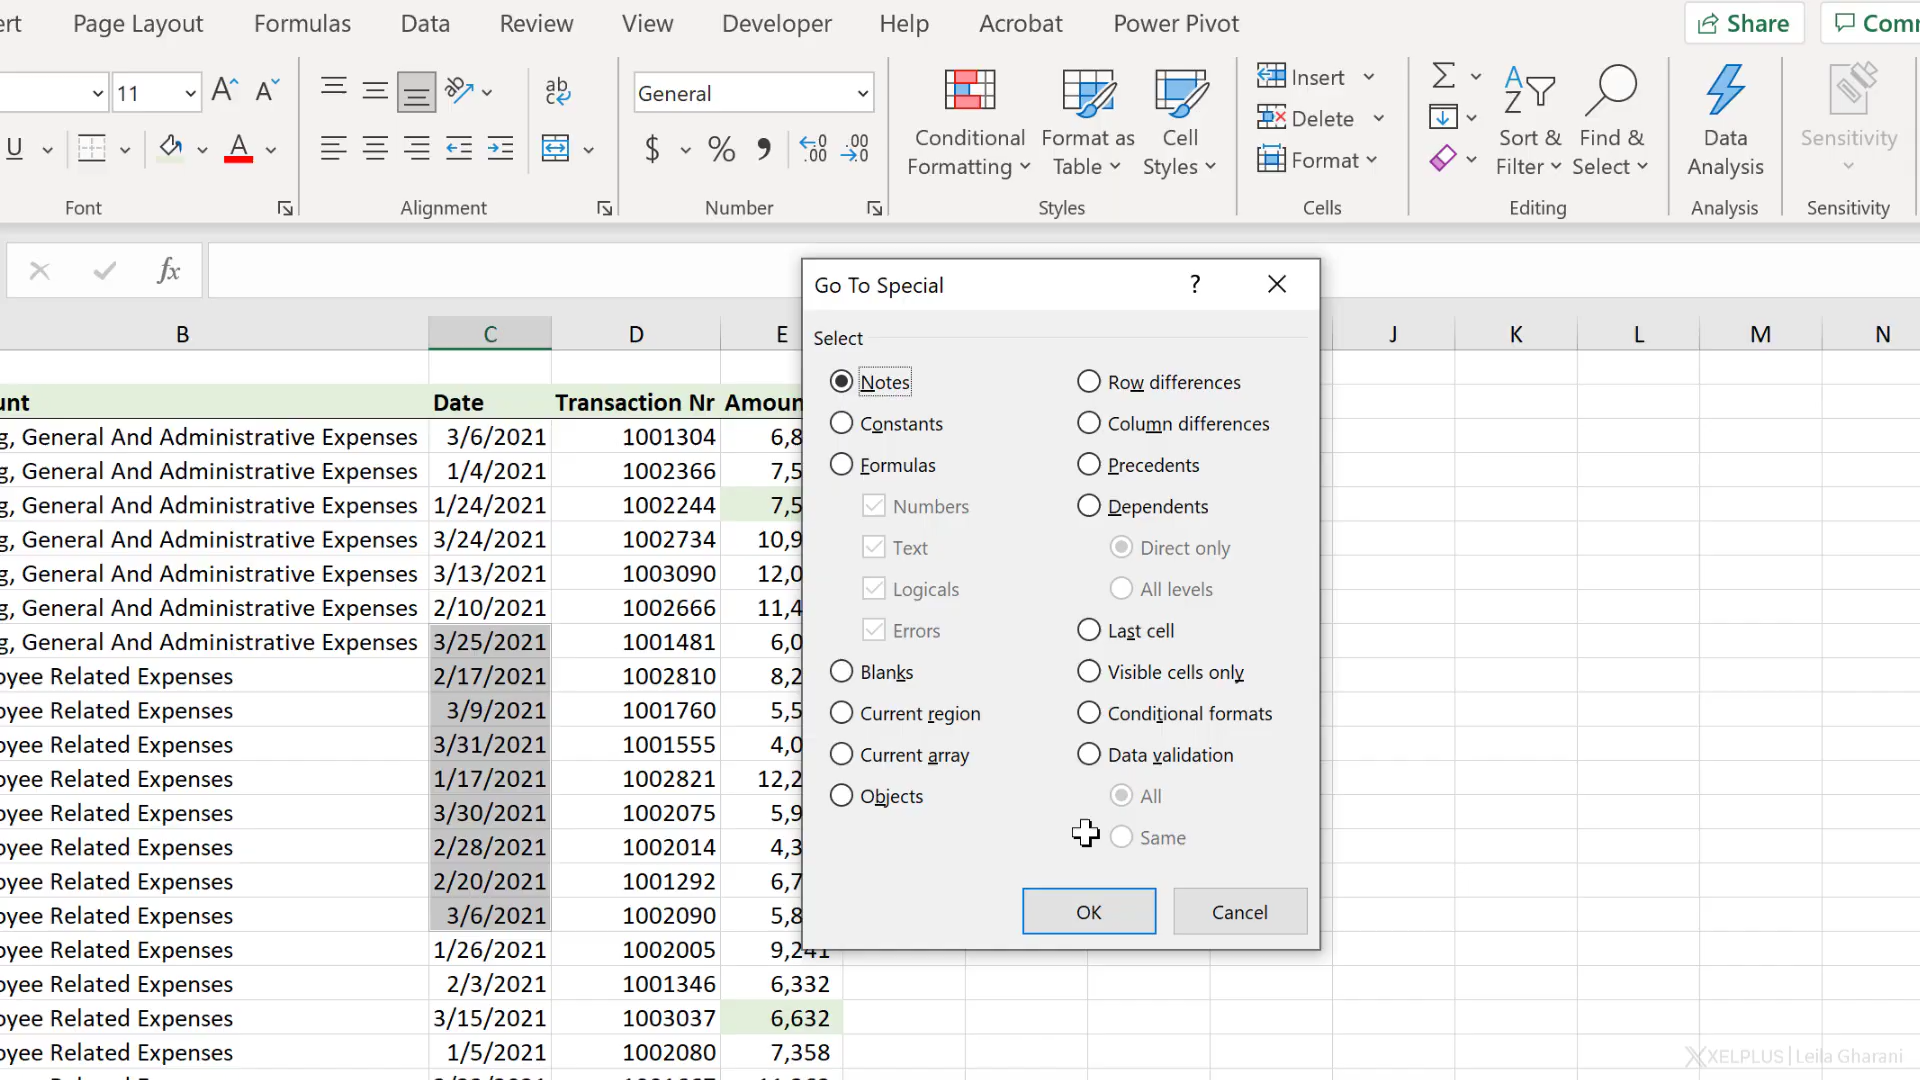 ert Page Layout Formulas Data Review View Developer Help Acrobat Power Pivot Share Comm
11 A A ab ab c General Insert Σ A Z
U A $ % , .00 .00 Conditional Formatting Format as Table Cell Styles Delete Format Sort & Filter Find & Select Data Analysis Sensitivity
Font Alignment Number Styles Cells Editing Analysis Sensitivity
fx
B C D E J K L M N
unt Date Transaction Nr Amoun
g, General And Administrative Expenses 3/6/2021 1001304 6,8
g, General And Administrative Expenses 1/4/2021 1002366 7,5
g, General And Administrative Expenses 1/24/2021 1002244 7,5
g, General And Administrative Expenses 3/24/2021 1002734 10,9
g, General And Administrative Expenses 3/13/2021 1003090 12,0
g, General And Administrative Expenses 2/10/2021 1002666 11,4
g, General And Administrative Expenses 3/25/2021 1001481 6,0
oyee Related Expenses 2/17/2021 1002810 8,2
oyee Related Expenses 3/9/2021 1001760 5,5
oyee Related Expenses 3/31/2021 1001555 4,0
oyee Related Expenses 1/17/2021 1002821 12,2
oyee Related Expenses 3/30/2021 1002075 5,9
oyee Related Expenses 2/28/2021 1002014 4,3
oyee Related Expenses 2/20/2021 1001292 6,7
oyee Related Expenses 3/6/2021 1002090 5,8
oyee Related Expenses 1/26/2021 1002005 9,241
oyee Related Expenses 2/3/2021 1001346 6,332
oyee Related Expenses 3/15/2021 1003037 6,632
oyee Related Expenses 1/5/2021 1002080 7,358
Go To Special ?
Select
Notes Row differences
Constants Column differences
Formulas Precedents
Numbers Dependents
Text Direct only
Logicals All levels
Errors Last cell
Blanks Visible cells only
Current region Conditional formats
Current array Data validation
Objects All
Same
OK Cancel
XELPLUS | Leila Gharani